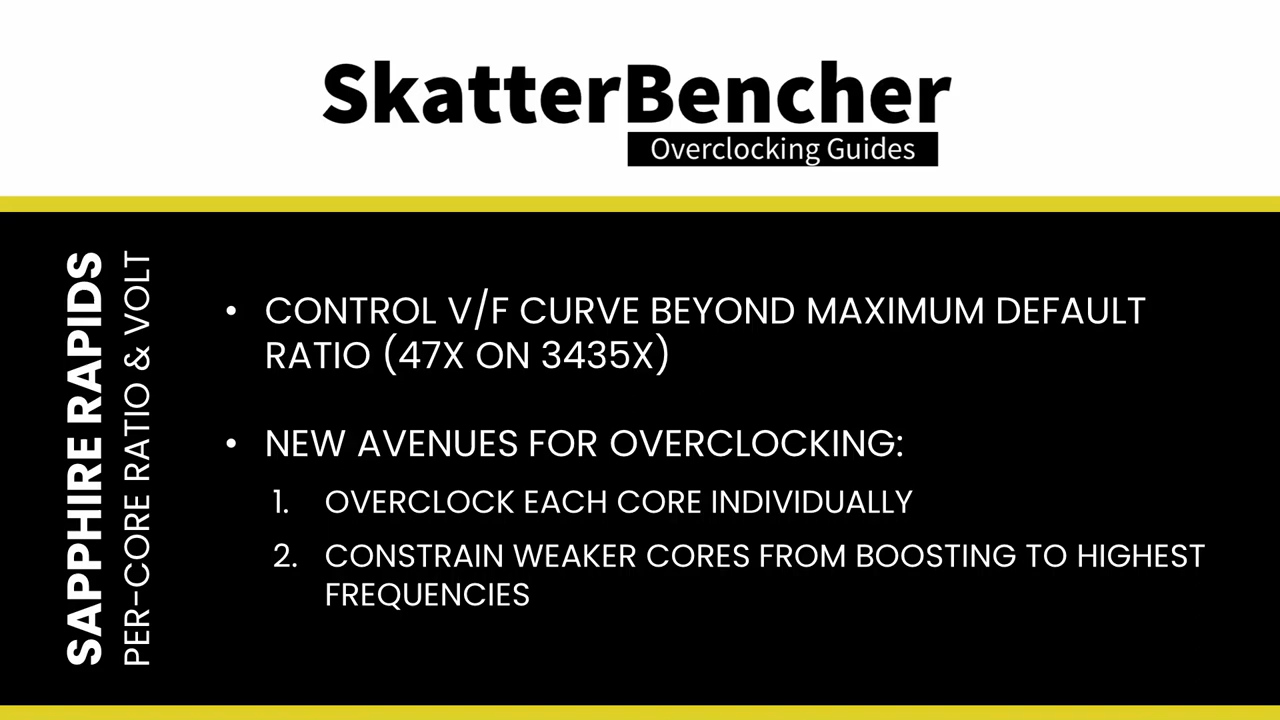 SkatterBencher
Overclocking Guides
SAPPHIRE RAPIDS
PER-CORE RATIO & VOLT
• CONTROL V/F CURVE BEYOND MAXIMUM DEFAULT
RATIO (47X ON 3435X)
• NEW AVENUES FOR OVERCLOCKING:
1. OVERCLOCK EACH CORE INDIVIDUALLY
2. CONSTRAIN WEAKER CORES FROM BOOSTING TO HIGHEST
FREQUENCIES